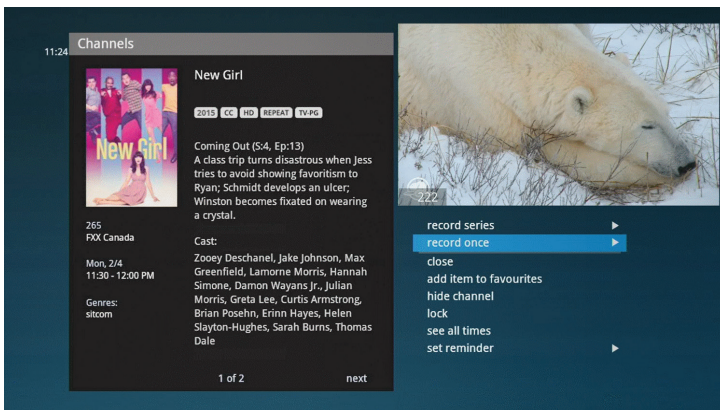 11:24
Channels
New Girl
2015 CC HD REPEAT TV-PG
New Girl
Coming Out (S:4, Ep:13)
A class trip turns disastrous when Jess
tries to avoid showing favoritism to
Ryan; Schmidt develops an ulcer;
Winston becomes fixated on wearing
a crystal.
265
FXX Canada
Mon, 2/4
11:30 - 12:00 PM
Genres:
sitcom
Cast:
Zooey Deschanel, Jake Johnson, Max
Greenfield, Lamorne Morris, Hannah
Simone, Damon Wayans Jr., Julian
Morris, Greta Lee, Curtis Armstrong,
Brian Posehn, Erinn Hayes, Helen
Slayton-Hughes, Sarah Burns, Thomas
Dale
1 of 2 next
222
record series
record once
close
add item to favourites
hide channel
lock
see all times
set reminder